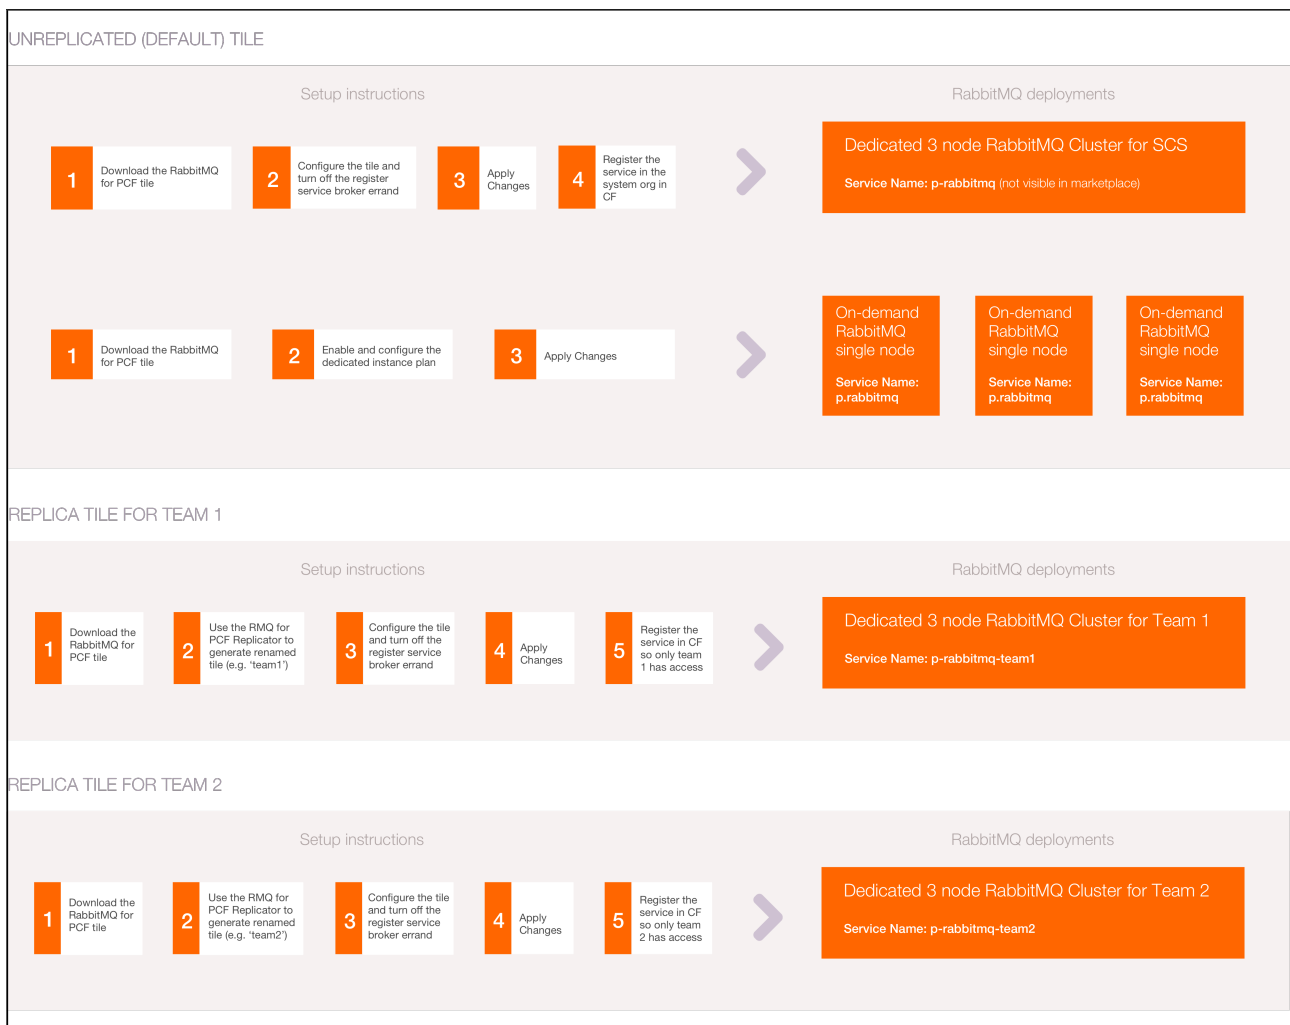 UNREPLICATED (DEFAULT) TILE
Setup instructions
RabbitMQ deployments
1
Download the RabbitMQ
for PCF tile
2
Configure the tile and
turn off the register
service broker errand
3
Apply
Changes
4
Register the
service in the
system org in
CF
Dedicated 3 node RabbitMQ Cluster for SCS
Service Name: p-rabbitmq (not visible in marketplace)
1
Download the RabbitMQ
for PCF tile
2
Enable and configure the
dedicated instance plan
3
Apply Changes
On-demand
RabbitMQ
single node
Service Name:
p.rabbitmq
On-demand
RabbitMQ
single node
Service Name:
p.rabbitmq
On-demand
RabbitMQ
single node
Service Name:
p.rabbitmq
REPLICA TILE FOR TEAM 1
Setup instructions
RabbitMQ deployments
1
Download the
RabbitMQ for
PCF tile
2
Use the RMQ for
PCF Replicator to
generate renamed
tile (e.g. ‘team1’)
3
Configure the tile
and turn off the
register service
broker errand
4
Apply
Changes
5
Register the
service in CF
so only team
1 has access
Dedicated 3 node RabbitMQ Cluster for Team 1
Service Name: p-rabbitmq-team1
REPLICA TILE FOR TEAM 2
Setup instructions
RabbitMQ deployments
1
Download the
RabbitMQ for
PCF tile
2
Use the RMQ for
PCF Replicator to
generate renamed
tile (e.g. ‘team2’)
3
Configure the tile
and turn off the
register service
broker errand
4
Apply
Changes
5
Register the
service in CF
so only team
2 has access
Dedicated 3 node RabbitMQ Cluster for Team 2
Service Name: p-rabbitmq-team2